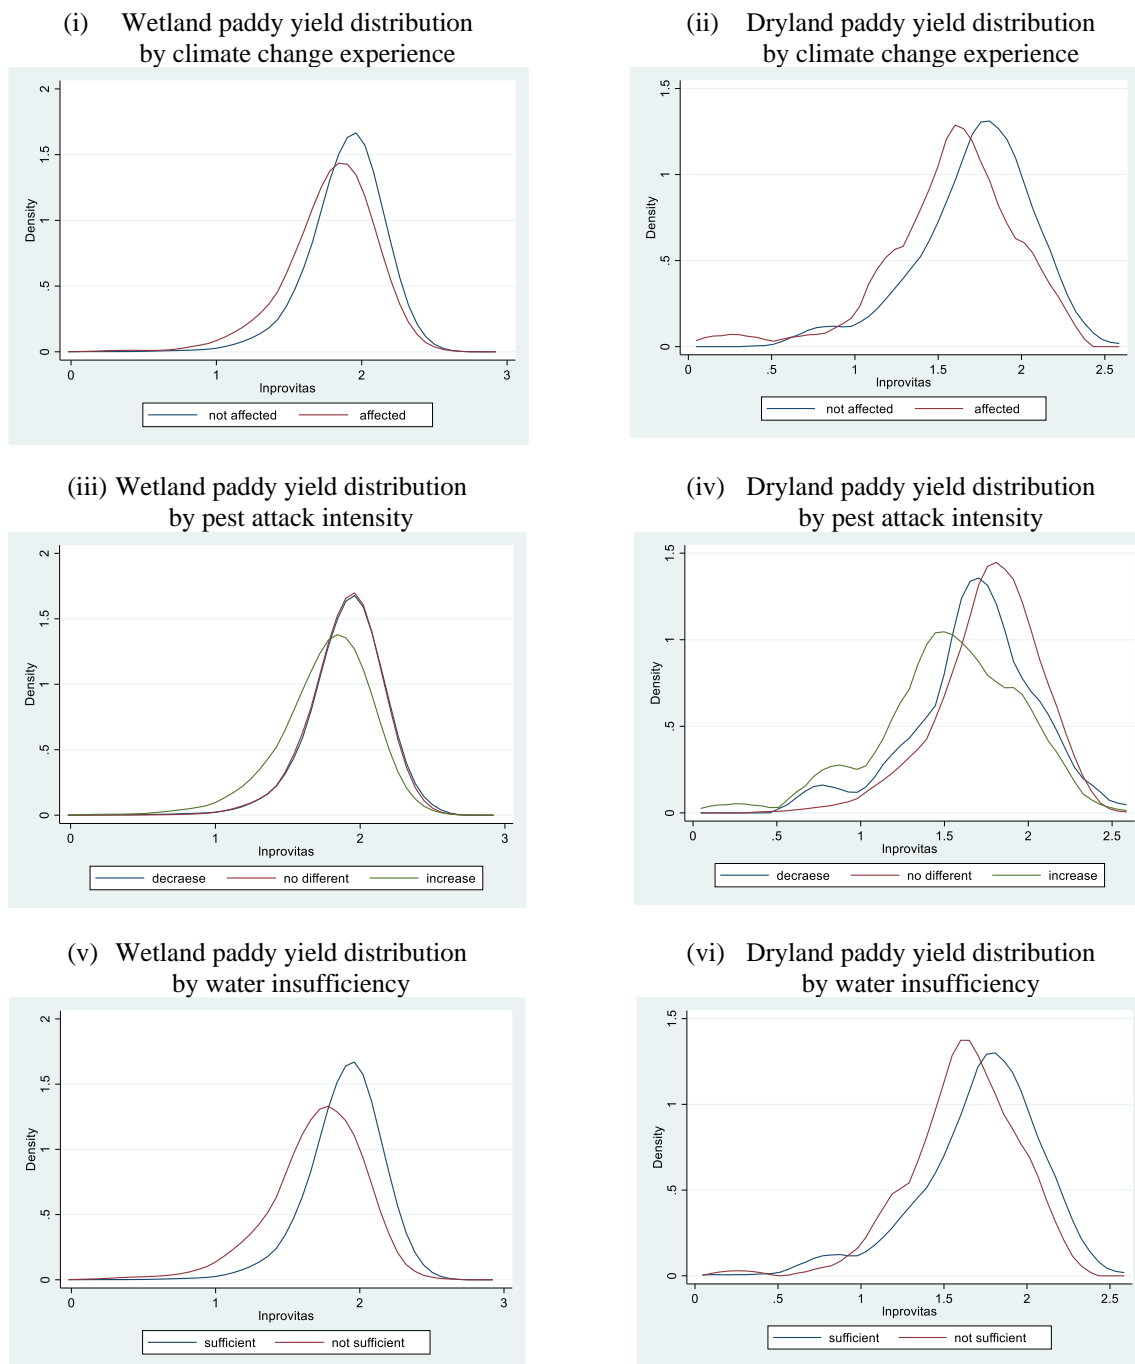 (i) Wetland paddy yield distribution
by climate change experience
2
1.5
1
.5
0
Density
0 1 2 3
lnprovitas
not affected affected
(ii) Dryland paddy yield distribution
by climate change experience
1.5
1
.5
0
Density
0 .5 1 1.5 2 2.5
lnprovitas
not affected affected
(iii) Wetland paddy yield distribution
by pest attack intensity
2
1.5
1
.5
0
Density
0 1 2 3
lnprovitas
decraese no different increase
(iv) Dryland paddy yield distribution
by pest attack intensity
1.5
1
.5
0
Density
0 .5 1 1.5 2 2.5
lnprovitas
decraese no different increase
(v) Wetland paddy yield distribution
by water insufficiency
2
1.5
1
.5
0
Density
0 1 2 3
lnprovitas
sufficient not sufficient
(vi) Dryland paddy yield distribution
by water insufficiency
1.5
1
.5
0
Density
0 .5 1 1.5 2 2.5
lnprovitas
sufficient not sufficient